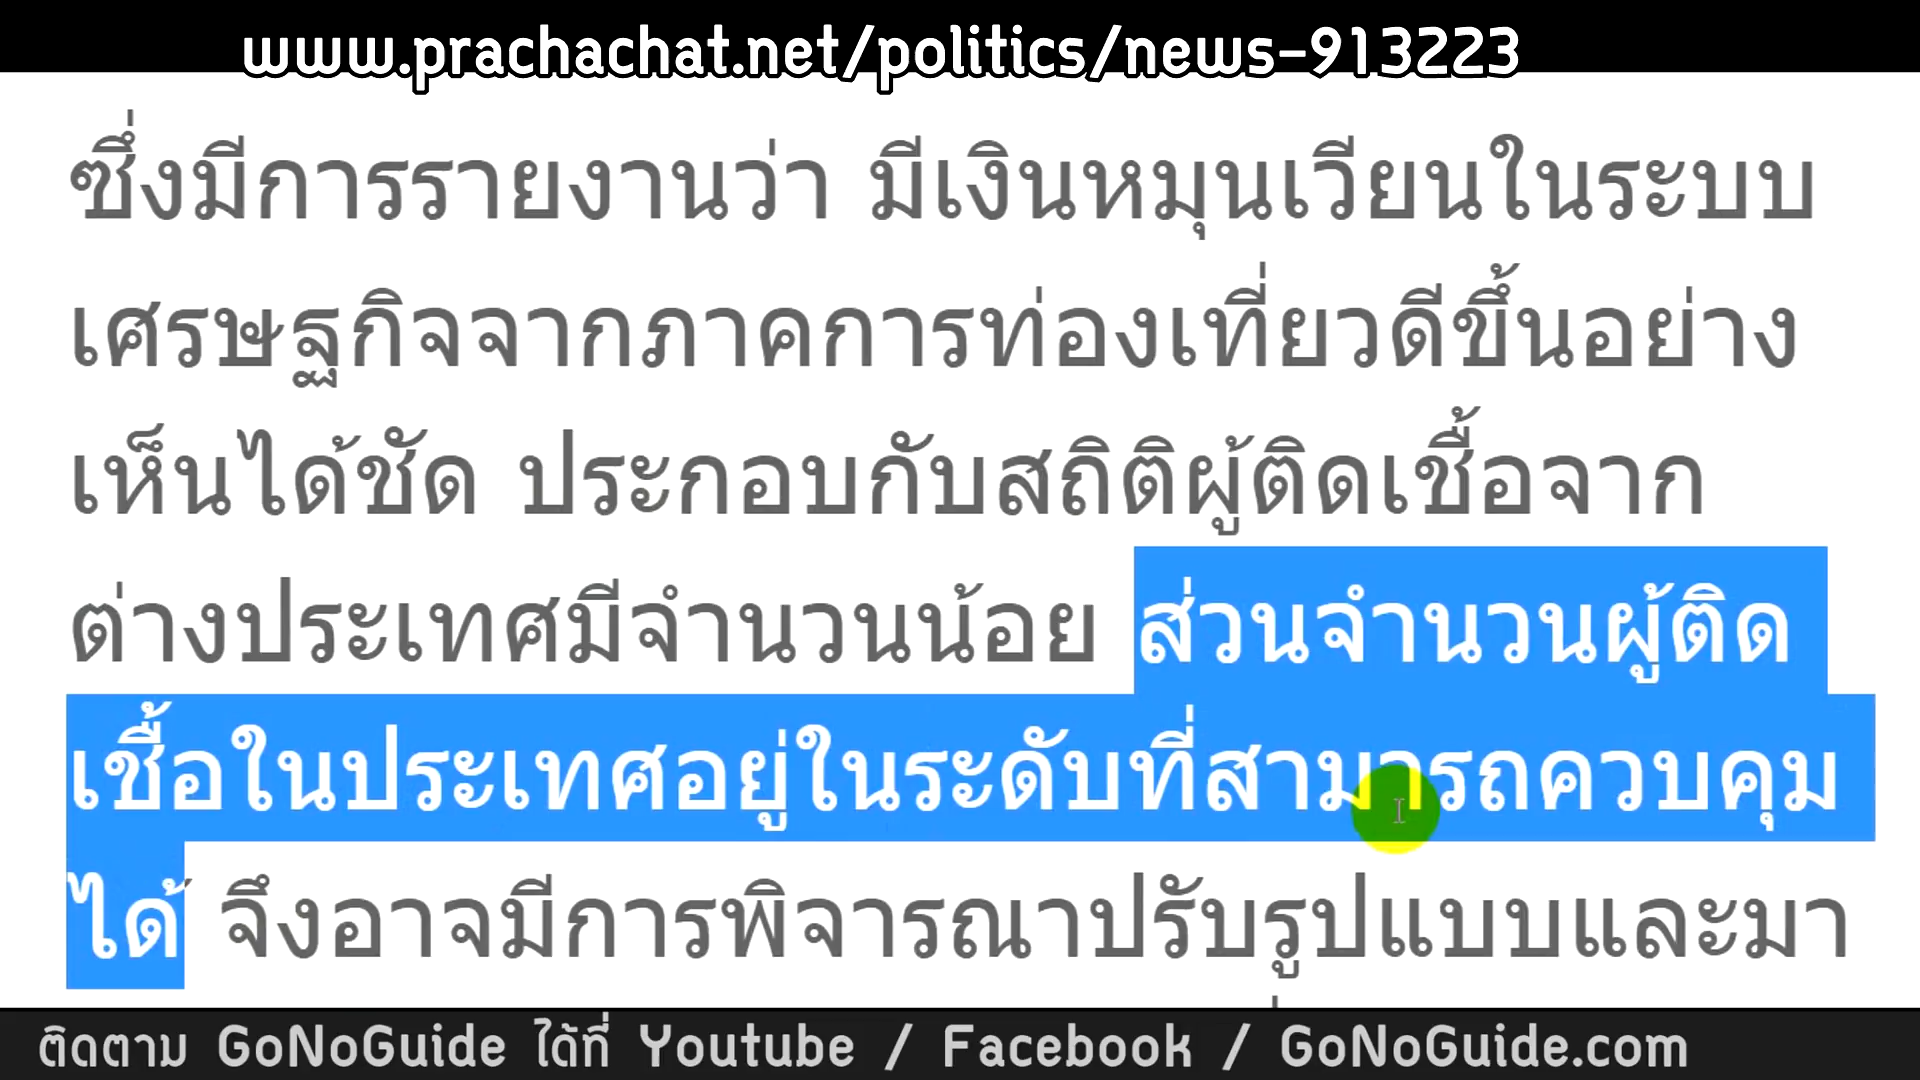 www.prachachat.net/politics/news-913223
ซึ่งมีการรายงานว่า มีเงินหมุนเวียนในระบบ
เศรษฐกิจจากภาคการท่องเที่ยวดีขึ้นอย่าง
เห็นได้ชัด ประกอบกับสถิติผู้ติดเชื้อจาก
ต่างประเทศมีจำนวนน้อย ส่วนจำนวนผู้ติด
เชื้อในประเทศอยู่ในระดับที่สามารถควบคุม
ได้ จึงอาจมีการพิจารณาปรับรูปแบบและมา
ติดตาม GoNoGuide ได้ที่ Youtube / Facebook / GoNoGuide.com